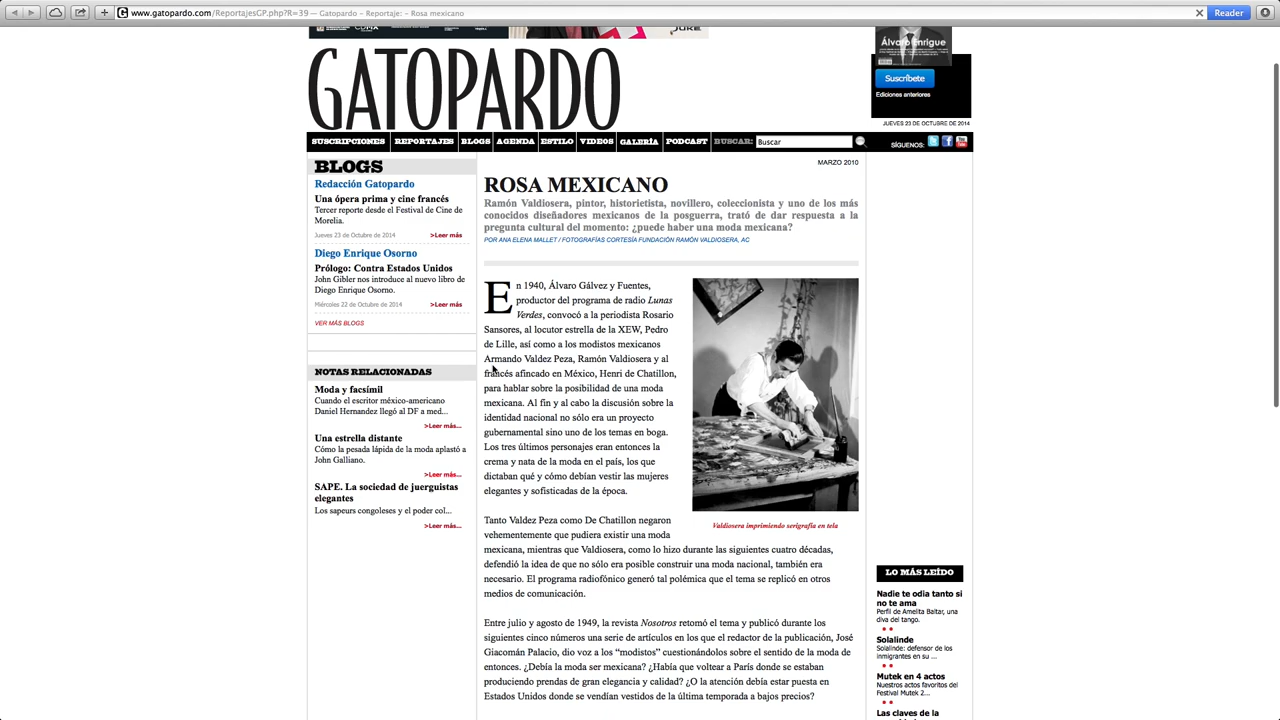 www.gatopardo.com/ReportajesGP.php?R=39 — Gatopardo – Reportaje: – Rosa mexicano
Reader
GATOPARDO
Álvaro Enrigue
Suscríbete
Ediciones anteriores
JUEVES 23 DE OCTUBRE DE 2014
SUSCRIPCIONES REPORTAJES BLOGS AGENDA ESTILO VIDEOS GALERÍA PODCAST BUSCAR: Buscar SÍGUENOS:
BLOGS
Redacción Gatopardo
Una ópera prima y cine francés
Tercer reporte desde el Festival de Cine de
Morelia.
Jueves 23 de Octubre de 2014 >Leer más
Diego Enrique Osorno
Prólogo: Contra Estados Unidos
John Gibler nos introduce al nuevo libro de
Diego Enrique Osorno.
Miércoles 22 de Octubre de 2014 >Leer más
VER MÁS BLOGS
NOTAS RELACIONADAS
Moda y facsímil
Cuando el escritor méxico-americano
Daniel Hernandez llegó al DF a med...
>Leer más...
Una estrella distante
Cómo la pesada lápida de la moda aplastó a
John Galliano.
>Leer más...
SAPE. La sociedad de juerguistas
elegantes
Los sapeurs congoleses y el poder col...
>Leer más...
MARZO 2010
ROSA MEXICANO
Ramón Valdiosera, pintor, historietista, novillero, coleccionista y uno de los más
conocidos diseñadores mexicanos de la posguerra, trató de dar respuesta a la
pregunta cultural del momento: ¿puede haber una moda mexicana?
POR ANA ELENA MALLET / FOTOGRAFÍAS CORTESÍA FUNDACIÓN RAMÓN VALDIOSERA, AC
En 1940, Álvaro Gálvez y Fuentes,
productor del programa de radio Lunas
Verdes, convocó a la periodista Rosario
Sansores, al locutor estrella de la XEW, Pedro
de Lille, así como a los modistos mexicanos
Armando Valdez Peza, Ramón Valdiosera y al
francés afincado en México, Henri de Chatillon,
para hablar sobre la posibilidad de una moda
mexicana. Al fin y al cabo la discusión sobre la
identidad nacional no sólo era un proyecto
gubernamental sino uno de los temas en boga.
Los tres últimos personajes eran entonces la
crema y nata de la moda en el país, los que
dictaban qué y cómo debían vestir las mujeres
elegantes y sofisticadas de la época.
Valdiosera imprimiendo serigrafía en tela
Tanto Valdez Peza como De Chatillon negaron
vehementemente que pudiera existir una moda
mexicana, mientras que Valdiosera, como lo hizo durante las siguientes cuatro décadas,
defendió la idea de que no sólo era posible construir una moda nacional, también era
necesario. El programa radiofónico generó tal polémica que el tema se replicó en otros
medios de comunicación.
Entre julio y agosto de 1949, la revista Nosotros retomó el tema y publicó durante los
siguientes cinco números una serie de artículos en los que el redactor de la publicación, José
Giacomán Palacio, dio voz a los “modistos” cuestionándolos sobre el sentido de la moda de
entonces. ¿Debía la moda ser mexicana? ¿Había que voltear a París donde se estaban
produciendo prendas de gran elegancia y calidad? ¿O la atención debía estar puesta en
Estados Unidos donde se vendían vestidos de la última temporada a bajos precios?
LO MÁS LEÍDO
Nadie te odia tanto si
no te ama
Perfil de Amelita Baltar, una
diva del tango.
Solalinde
Solalinde: defensor de los
inmigrantes en su ...
Mutek en 4 actos
Nuestros actos favoritos del
Festival Mutek 2...
Las claves de la